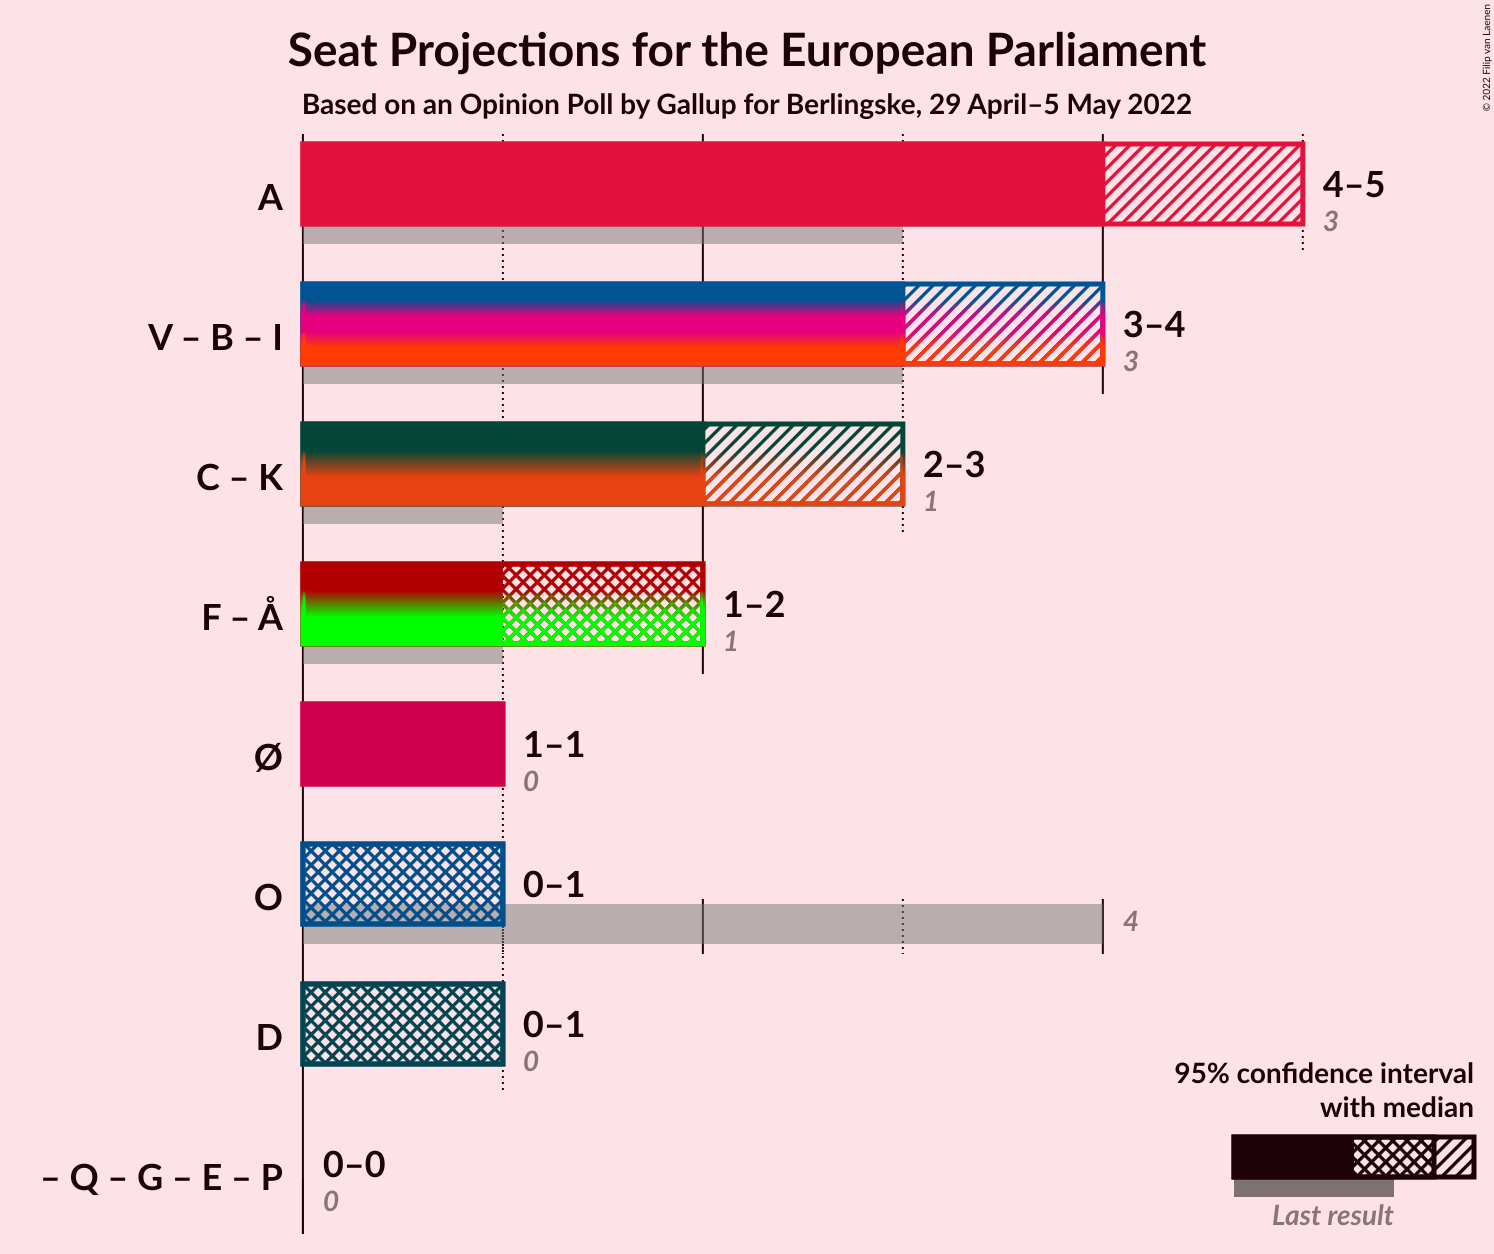 Seat Projections for the European Parliament
Based on an Opinion Poll by Gallup for Berlingske, 29 April–5 May 2022
© 2022 Filip van Laenen
A
4–5
3
V – B – I
3–4
3
C – K
2–3
1
F – Å
1–2
1
Ø
1–1
0
O
0–1
4
D
0–1
0
– Q – G – E – P
0–0
0
95% confidence interval
with median
Last result